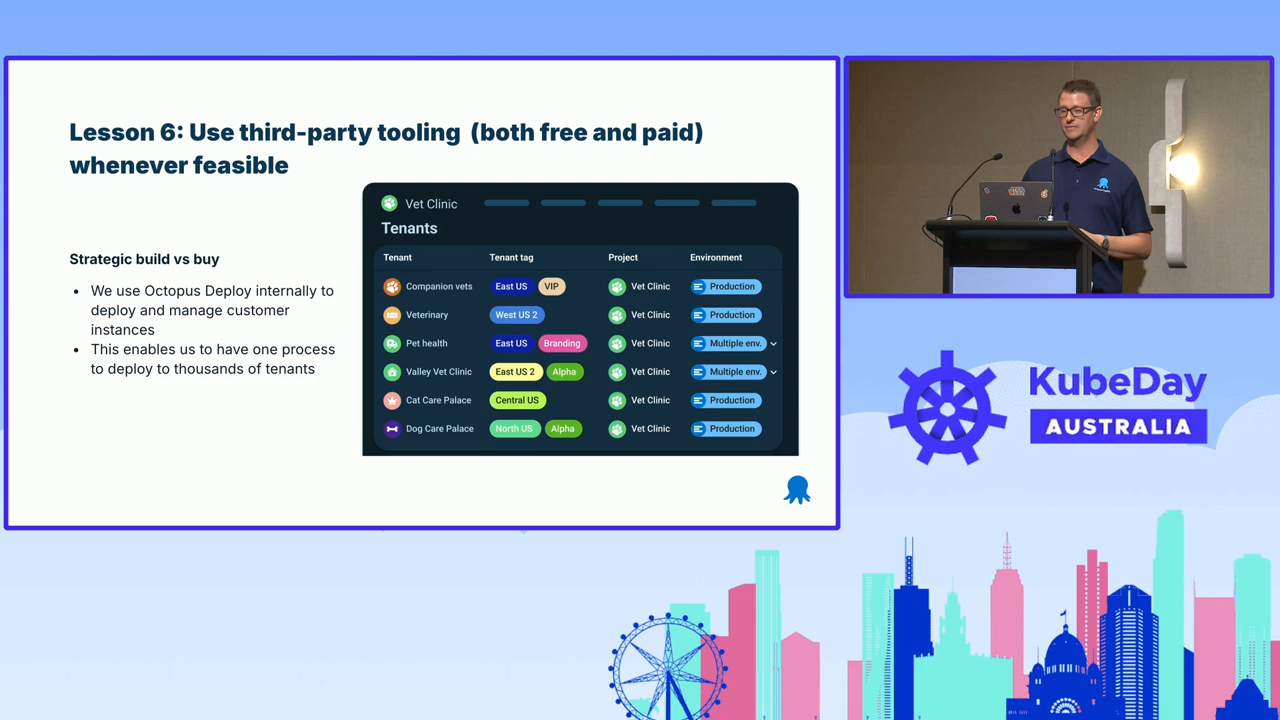 Lesson 6: Use third-party tooling (both free and paid)
whenever feasible
Strategic build vs buy
• We use Octopus Deploy internally to
deploy and manage customer
instances
• This enables us to have one process
to deploy to thousands of tenants
Vet Clinic
Tenants
Tenant Tenant tag Project Environment
Companion vets East US VIP Vet Clinic Production
Veterinary West US 2 Vet Clinic Production
Pet health East US Branding Vet Clinic Multiple env.
Valley Vet Clinic East US 2 Alpha Vet Clinic Multiple env.
Cat Care Palace Central US Vet Clinic Production
Dog Care Palace North US Alpha Vet Clinic Production
KubeDay
AUSTRALIA